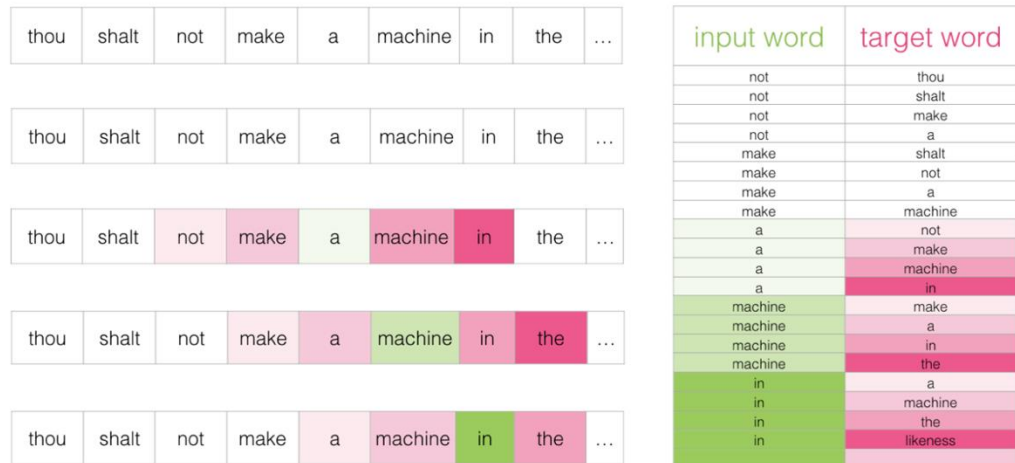 thou shalt not make a machine in the ...
thou shalt not make a machine in the ...
thou shalt not make a machine in the ...
thou shalt not make a machine in the ...
thou shalt not make a machine in the ...
input word target word
not thou
not shalt
not make
not a
make shalt
make not
make a
make machine
a not
a make
a machine
a in
machine make
machine a
machine in
machine the
in a
in machine
in the
in likeness